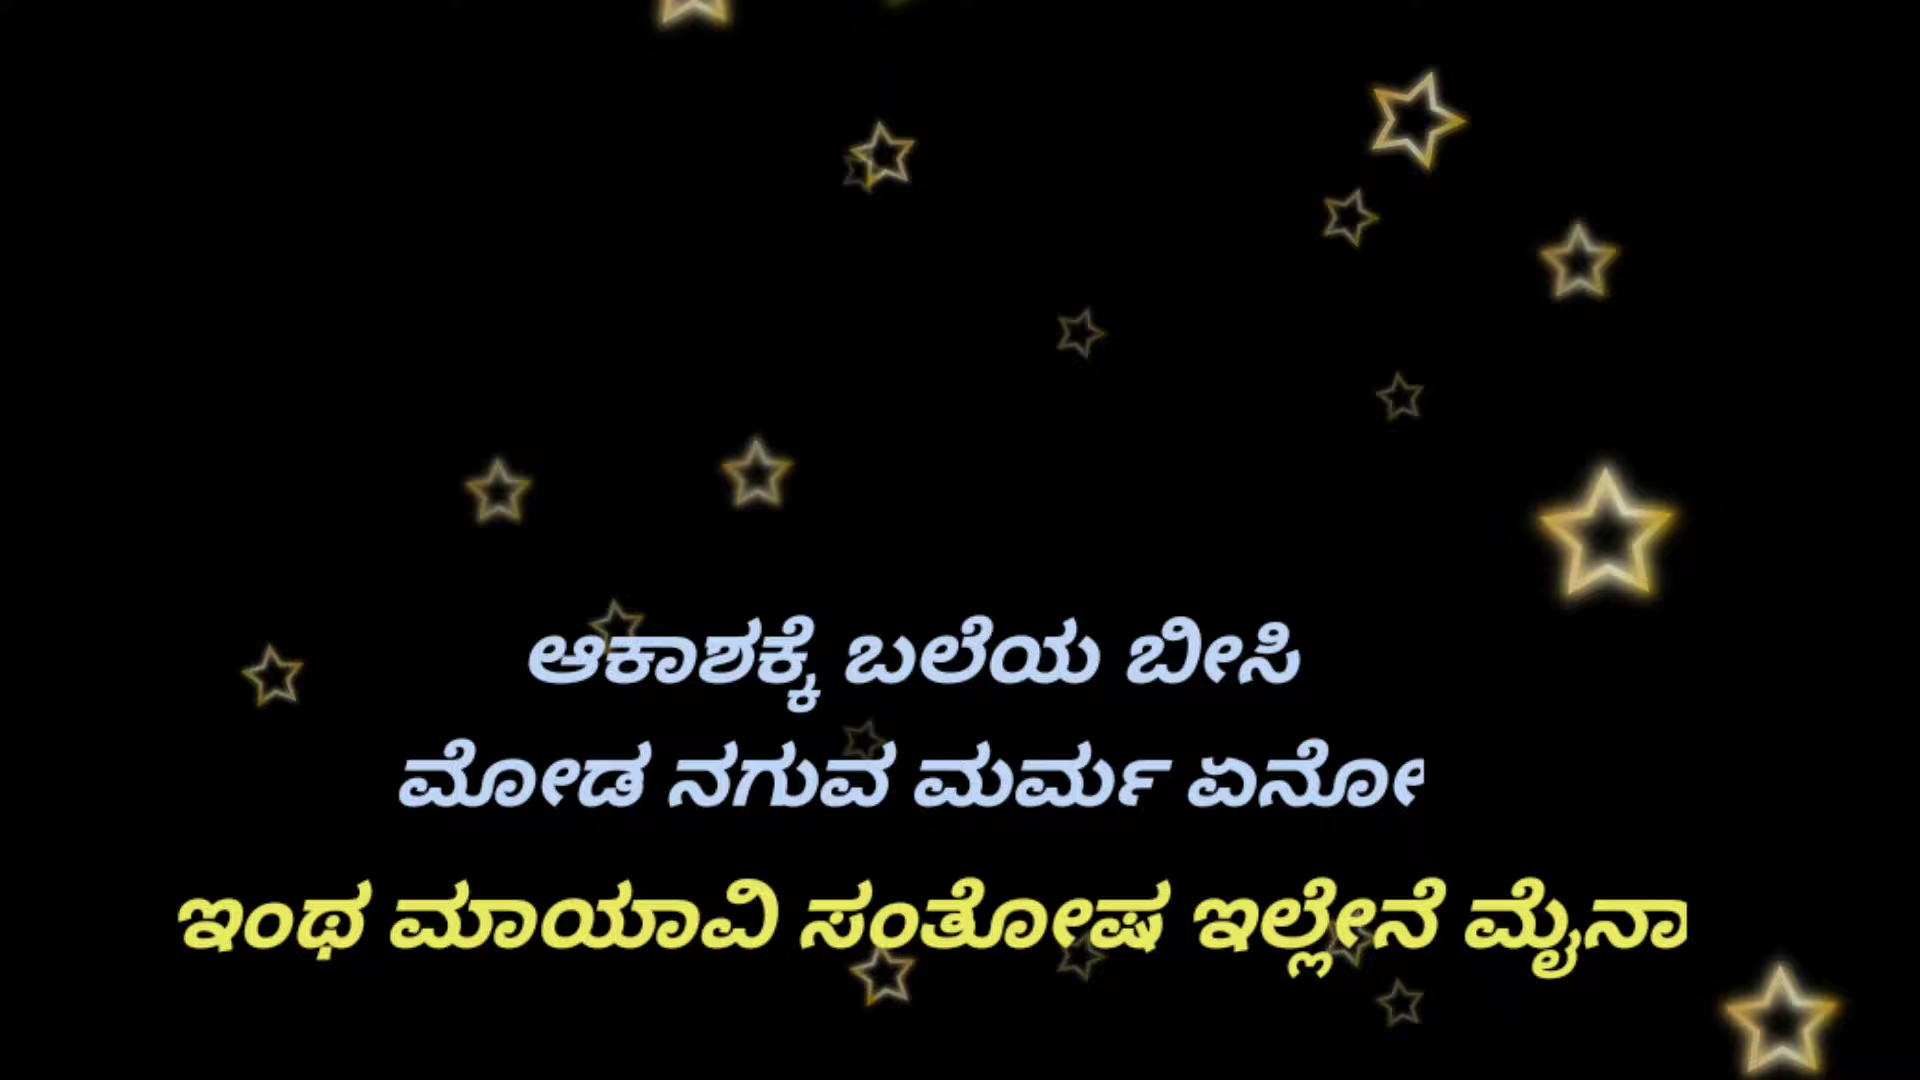 ಆಕಾಶಕ್ಕೆ ಬಲೆಯ ಬೀಸಿ
ಮೋಡ ನಗುವ ಮರ್ಮ ಏನೋ
ಇಂಥ ಮಾಯಾವಿ ಸಂತೋಷ ಇಲ್ಲೇನೆ ಮೈನಾ